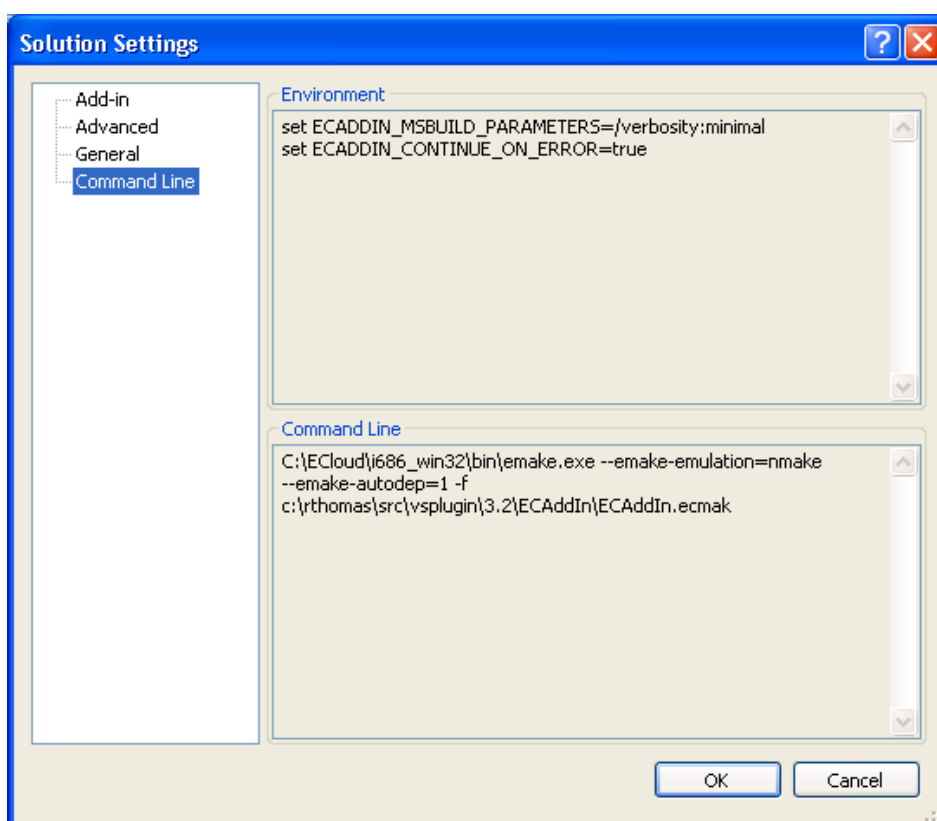 Solution Settings
Add-in
Advanced
General
Command Line
Environment
set ECADDIN_MSBUILD_PARAMETERS=/verbosity:minimal
set ECADDIN_CONTINUE_ON_ERROR=true
Command Line
C:\ECloud\i686_win32\bin\emake.exe --emake-emulation=nmake
--emake-autodep=1 -f
c:\rthomas\src\vsplugin\3.2\ECAddIn\ECAddIn.ecmak
OK
Cancel